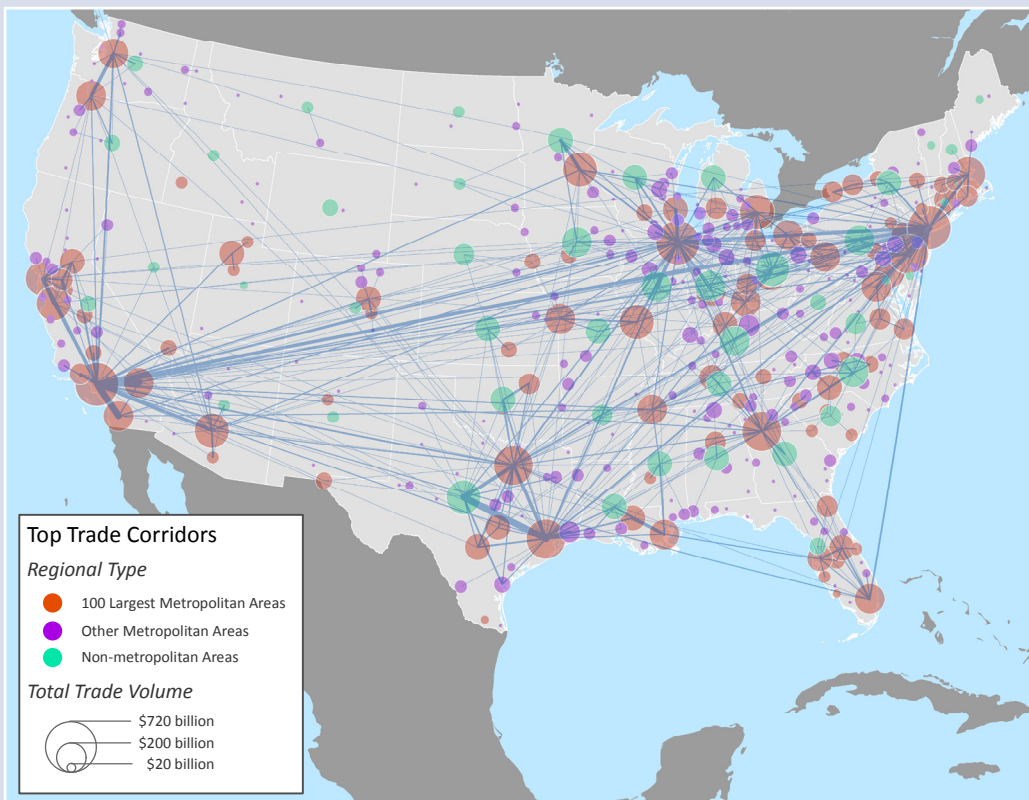 Top Trade Corridors
Regional Type
100 Largest Metropolitan Areas
Other Metropolitan Areas
Non-metropolitan Areas
Total Trade Volume
$720 billion
$200 billion
$20 billion